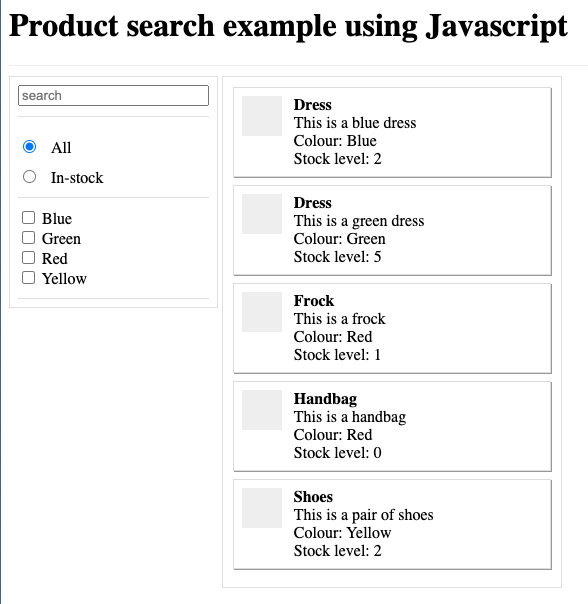 Product search example using Javascript
search
All
In-stock
Blue
Green
Red
Yellow
Dress
This is a blue dress
Colour: Blue
Stock level: 2
Dress
This is a green dress
Colour: Green
Stock level: 5
Frock
This is a frock
Colour: Red
Stock level: 1
Handbag
This is a handbag
Colour: Red
Stock level: 0
Shoes
This is a pair of shoes
Colour: Yellow
Stock level: 2